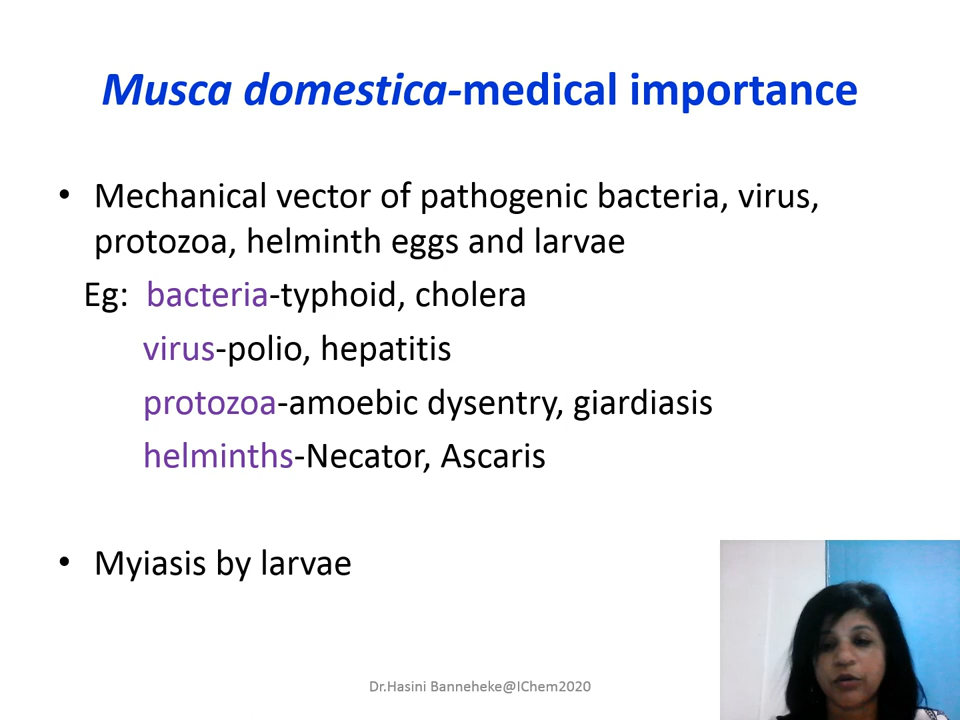 Musca domestica-medical importance
• Mechanical vector of pathogenic bacteria, virus,
protozoa, helminth eggs and larvae
Eg: bacteria-typhoid, cholera
virus-polio, hepatitis
protozoa-amoebic dysentry, giardiasis
helminths-Necator, Ascaris
• Myiasis by larvae
Dr.Hasini Banneheke@IChem2020